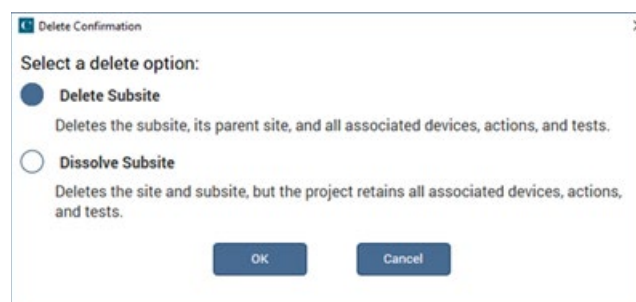 Delete Confirmation
Select a delete option:
Delete Subsite
Deletes the subsite, its parent site, and all associated devices, actions, and tests.
Dissolve Subsite
Deletes the site and subsite, but the project retains all associated devices, actions,
and tests.
OK Cancel